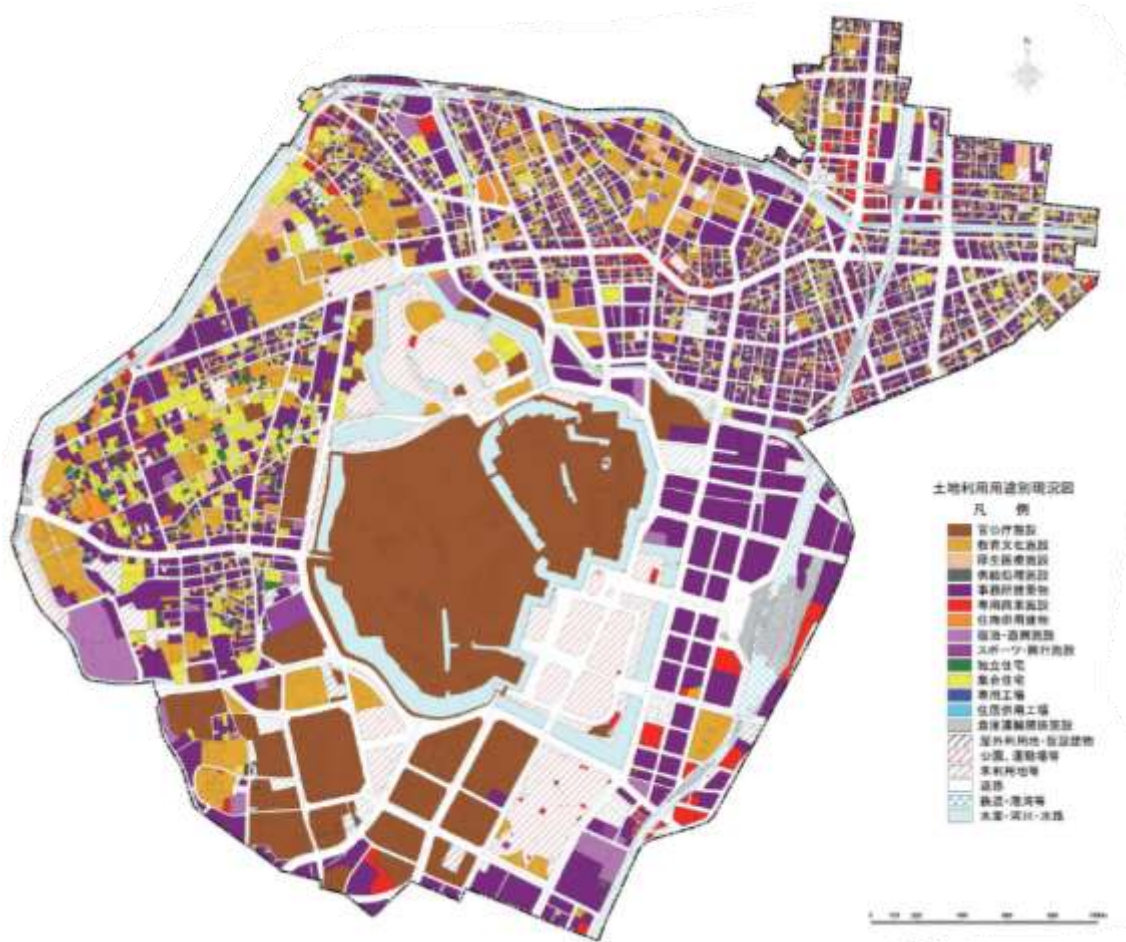 土地利用用途別現況図
凡 例
官公庁施設
教育文化施設
厚生医療施設
供給処理施設
事務所建築物
専用商業施設
住商併用建物
宿泊・遊興施設
スポーツ・興行施設
独立住宅
集合住宅
専用工場
住居併用工場
倉庫運輸関係施設
屋外利用地・仮設建物
公園、運動場等
未利用地等
道路
鉄道・港湾等
水面・河川・水路